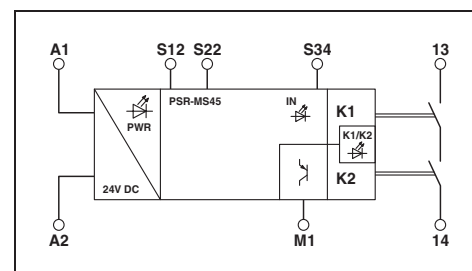 A1 S12 S22 S34 13
PSR-MS45 IN K1
PWR K1/K2
24V DC K2
A2 M1 14